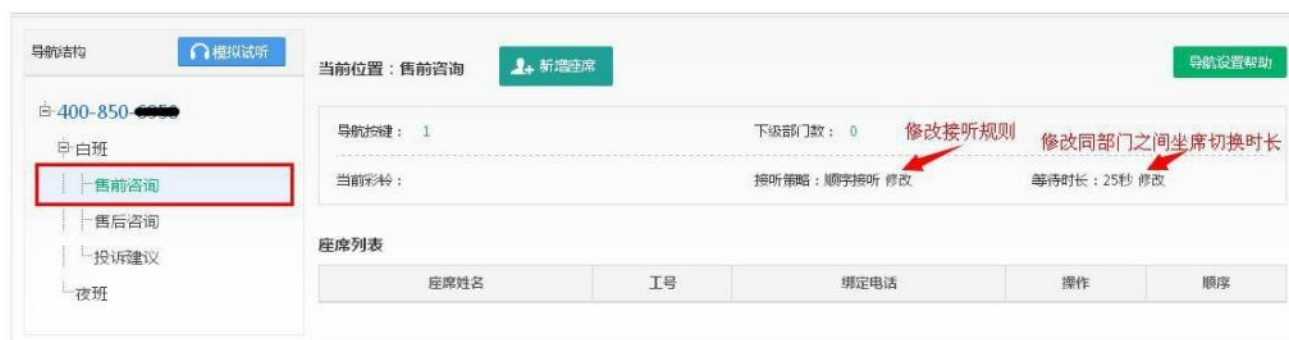 导航结构
模拟试听
400-850-
白班
售前咨询
售后咨询
投诉建议
夜班
当前位置：售前咨询
新增座席
导航设置帮助
导航按键： 1
下级部门数： 0
修改接听规则
修改同部门之间坐席切换时长
当前彩铃：
接听策略：顺序接听 修改
等待时长：25秒 修改
座席列表
座席姓名 工号 绑定电话 操作 顺序